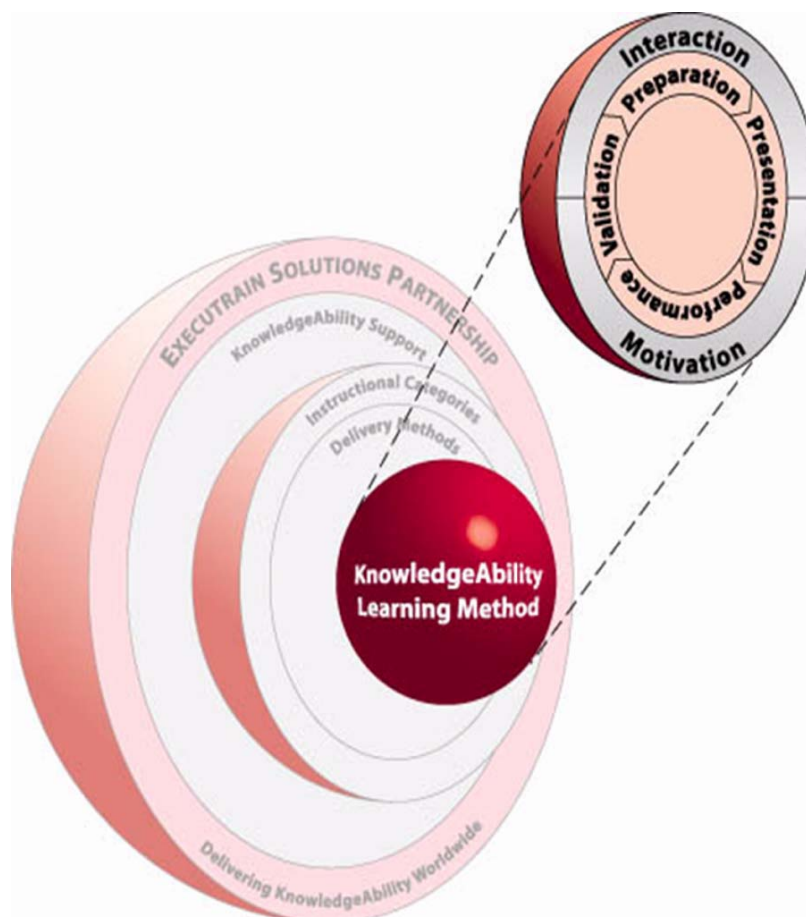 Interaction
Preparation
Presentation
Performance
Validation
Motivation
EXECUTRAIN SOLUTIONS PARTNERSHIP
KnowledgeAbility Support
Instructional Categories
Delivery Methods
KnowledgeAbility
Learning Method
Delivering KnowledgeAbility Worldwide